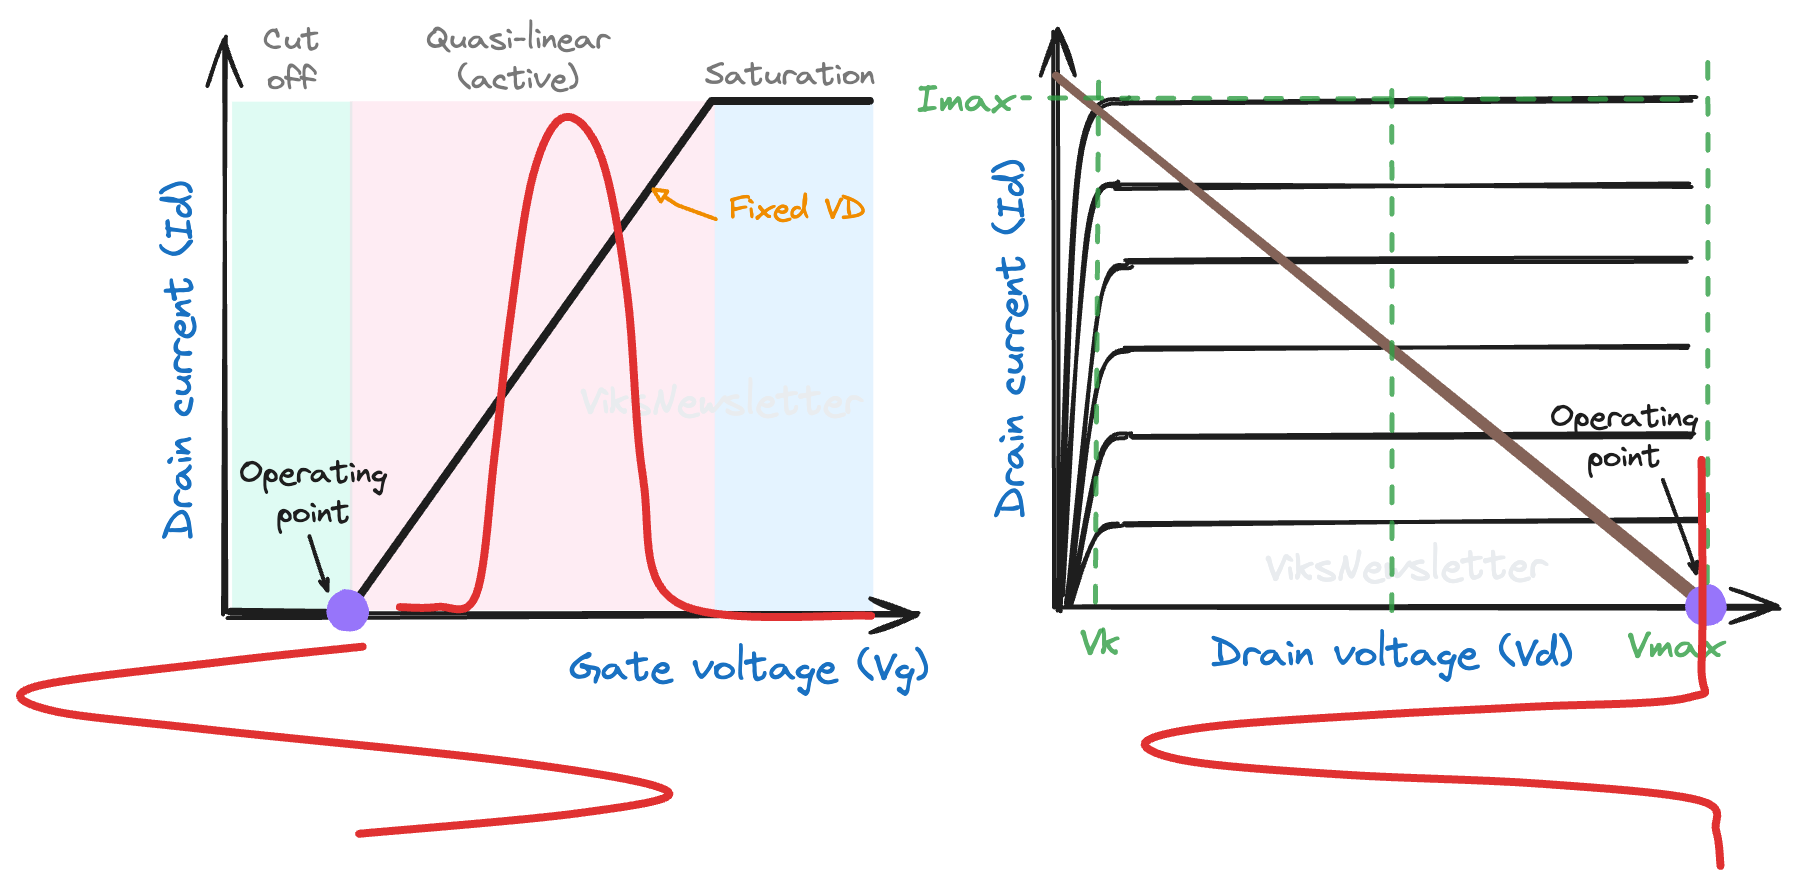 Cut
off
Quasi-linear
(active)
Saturation
Drain current (Id)
Fixed VD
ViksNewsletter
Operating
point
Gate voltage (Vg)
Imax
Drain current (Id)
Operating
point
ViksNewsletter
Vk
Drain voltage (Vd)
Vmax